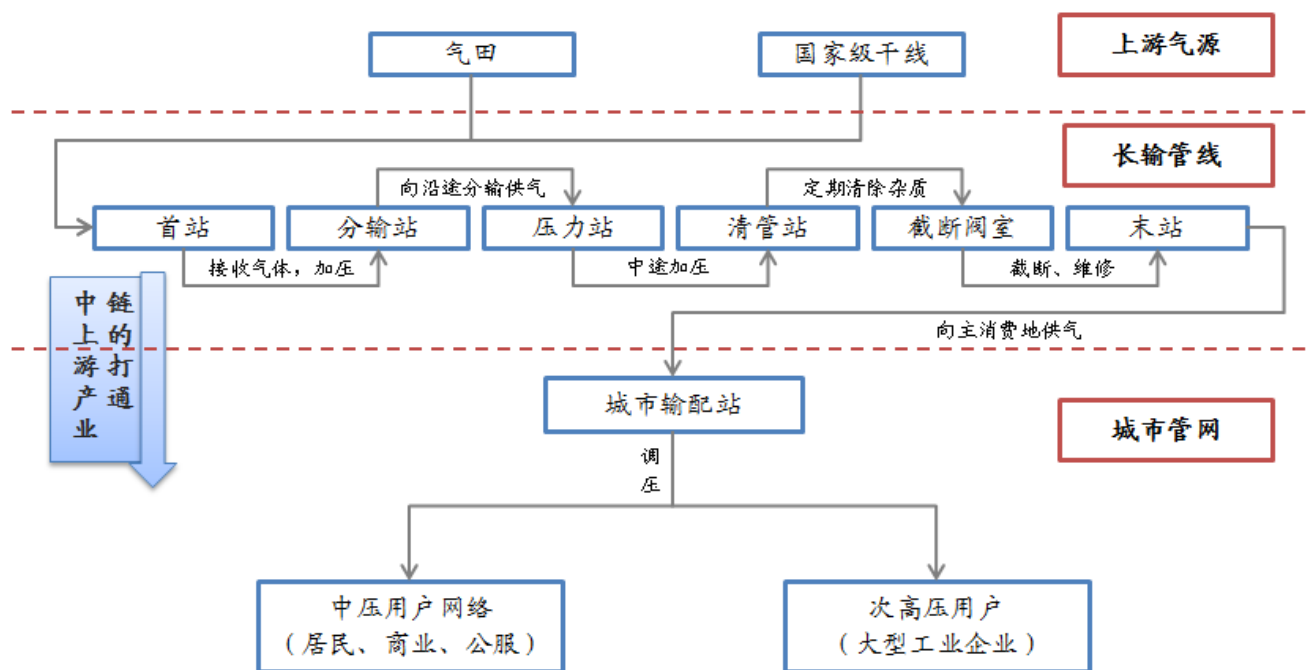 气田
国家级干线
上游气源
长输管线
向沿途分输供气
定期清除杂质
首站
分输站
压力站
清管站
截断阀室
末站
接收气体，加压
中途加压
截断、维修
中上游产业
链的打通
向主消费地供气
城市输配站
城市管网
调
压
中压用户网络
（居民、商业、公服）
次高压用户
（大型工业企业）